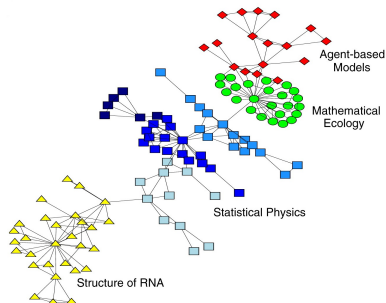 Agent-based
Models
Mathematical
Ecology
Statistical Physics
Structure of RNA